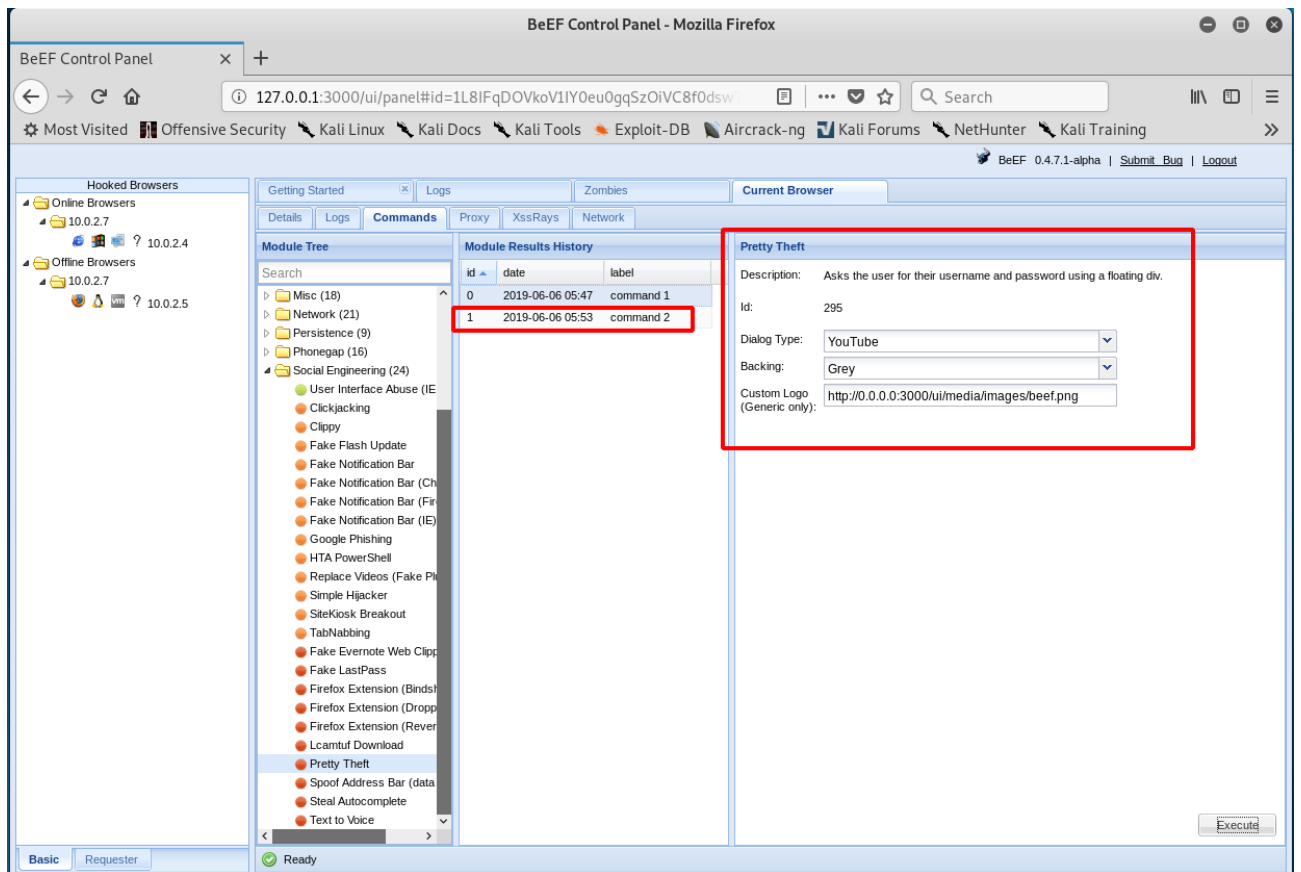 BeEF Control Panel - Mozilla Firefox
BeEF Control Panel
127.0.0.1:3000/ui/panel#id=1L8IFqDOVkoV1IY0eu0gqSzOiVC8f0dsw
Search
Most Visited Offensive Security Kali Linux Kali Docs Kali Tools Exploit-DB Aircrack-ng Kali Forums NetHunter Kali Training
BeEF 0.4.7.1-alpha | Submit Bug | Logout
Hooked Browsers
Online Browsers
10.0.2.7
? 10.0.2.4
Offline Browsers
10.0.2.7
vm ? 10.0.2.5
Getting Started Logs Zombies Current Browser
Details Logs Commands Proxy XssRays Network
Module Tree
Search
Misc (18)
Network (21)
Persistence (9)
Phonegap (16)
Social Engineering (24)
User Interface Abuse (IE
Clickjacking
Clippy
Fake Flash Update
Fake Notification Bar
Fake Notification Bar (Ch
Fake Notification Bar (Fir
Fake Notification Bar (IE)
Google Phishing
HTA PowerShell
Replace Videos (Fake Pl
Simple Hijacker
SiteKiosk Breakout
TabNabbing
Fake Evernote Web Clipp
Fake LastPass
Firefox Extension (Bindsh
Firefox Extension (Dropp
Firefox Extension (Rever
Lcamtuf Download
Pretty Theft
Spoof Address Bar (data
Steal Autocomplete
Text to Voice
Module Results History
id date label
0 2019-06-06 05:47 command 1
1 2019-06-06 05:53 command 2
Pretty Theft
Description: Asks the user for their username and password using a floating div.
Id: 295
Dialog Type: YouTube
Backing: Grey
Custom Logo
(Generic only): http://0.0.0.0:3000/ui/media/images/beef.png
Execute
Basic Requester
Ready